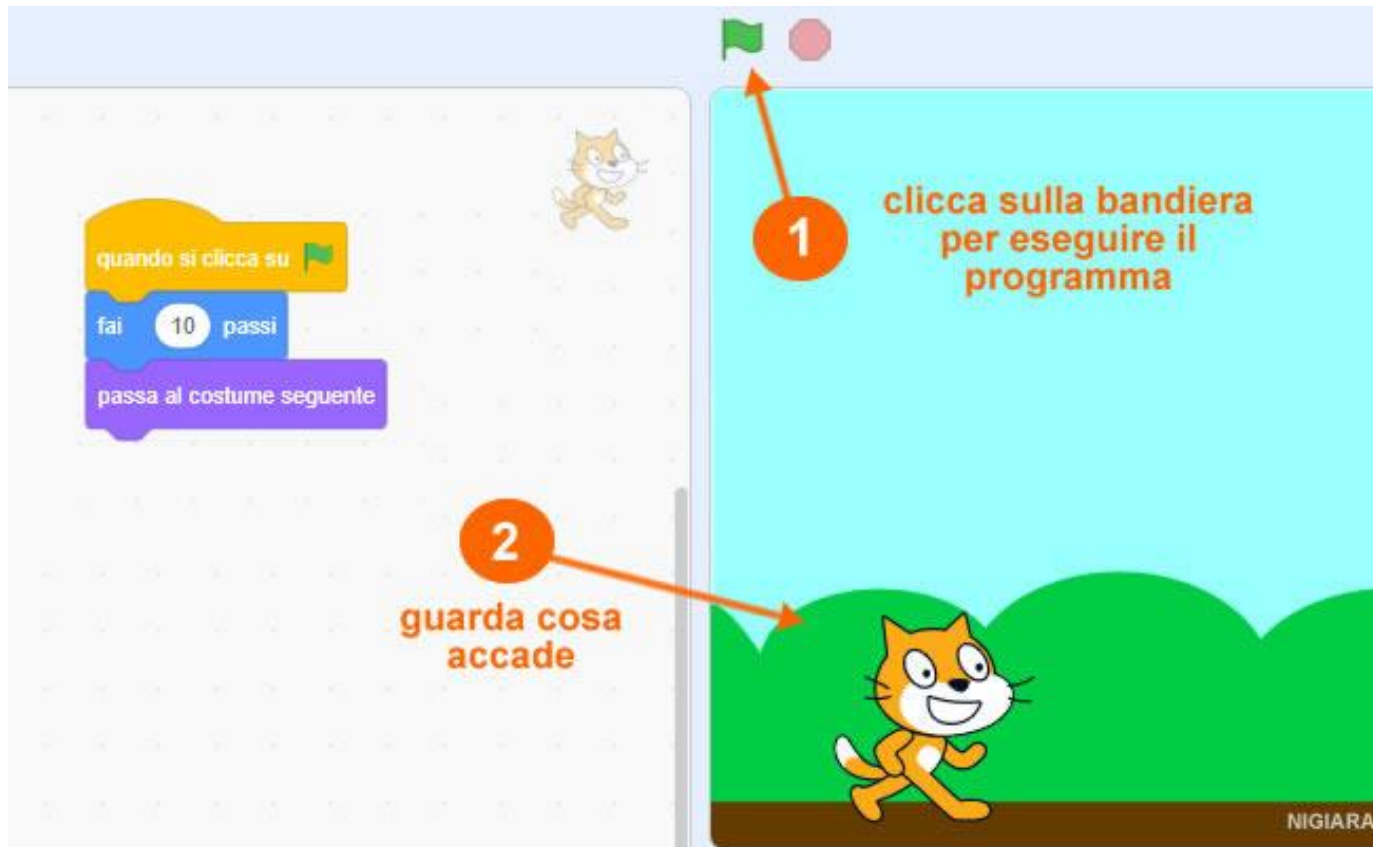 quando si clicca su
fai 10 passi
passa al costume seguente
1
clicca sulla bandiera
per eseguire il
programma
2
guarda cosa
accade
NIGIARA